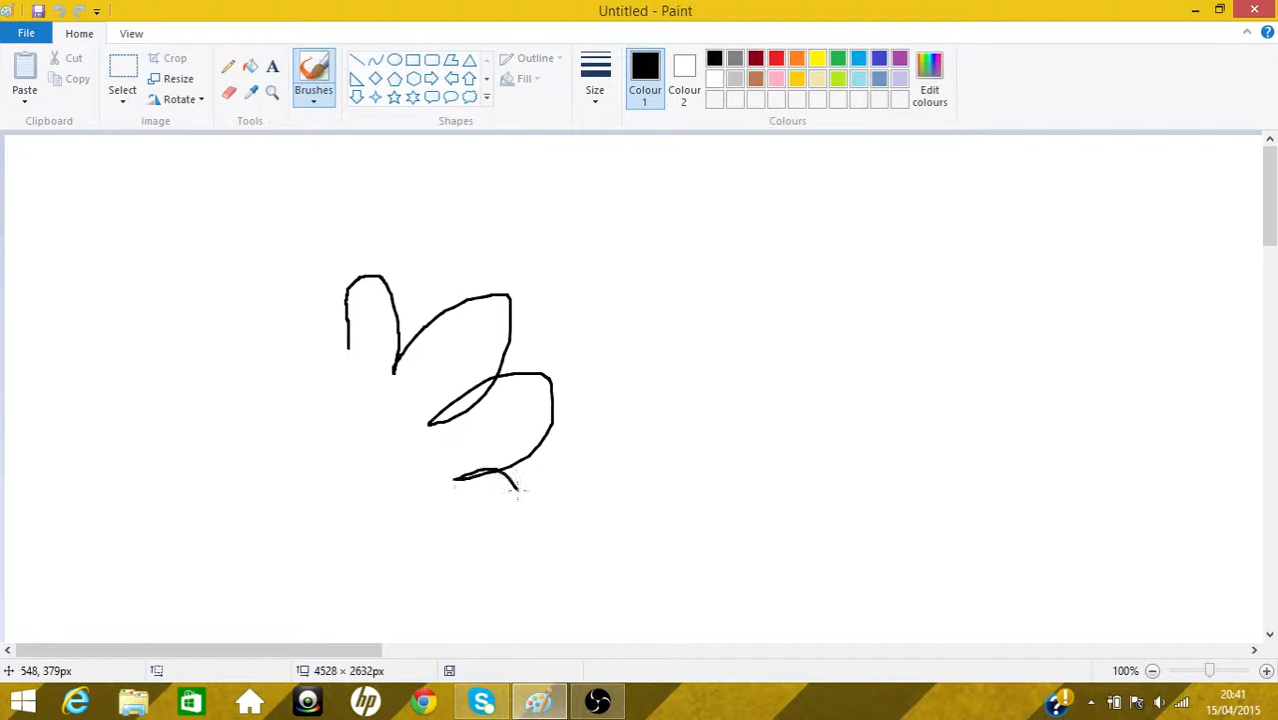 Untitled - Paint
File Home View
Paste Cut Copy Clipboard
Select Crop Resize Rotate Image
A Tools
Brushes
Shapes Outline Fill
Size
Colour 1 Colour 2 Edit colours Colours
548, 379px 4528 × 2632px 100%
hp 20:41
15/04/2015